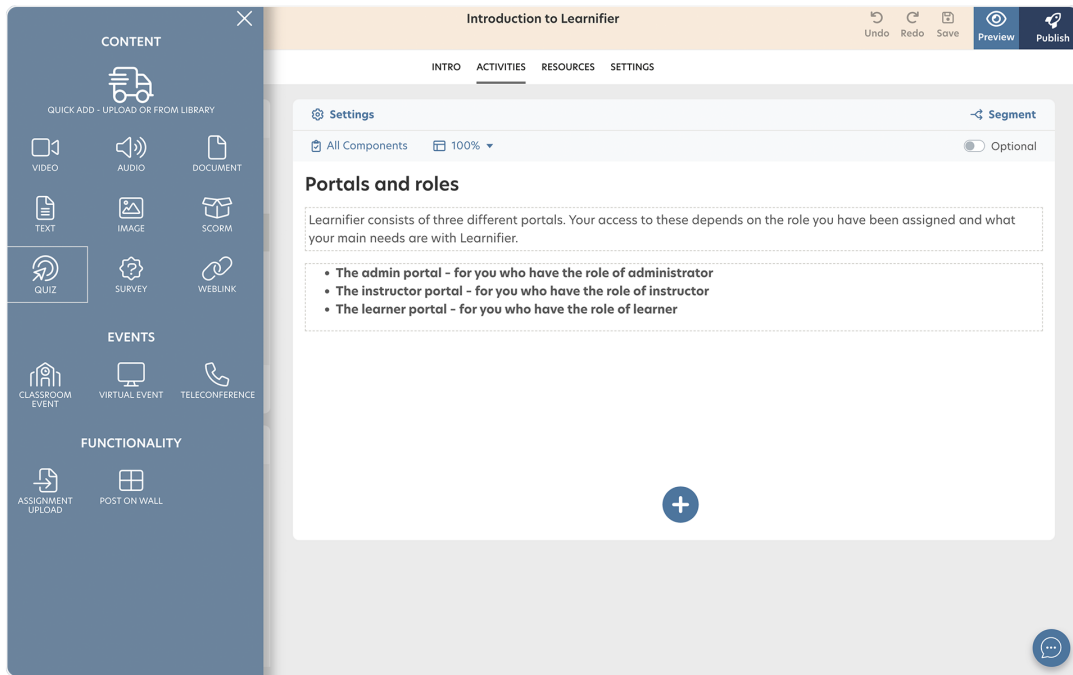 CONTENT
QUICK ADD - UPLOAD OR FROM LIBRARY
VIDEO
AUDIO
DOCUMENT
TEXT
IMAGE
SCORM
QUIZ
SURVEY
WEBLINK
EVENTS
CLASSROOM
EVENT
VIRTUAL EVENT
TELECONFERENCE
FUNCTIONALITY
ASSIGNMENT
UPLOAD
POST ON WALL
Introduction to Learnifier
Undo
Redo
Save
Preview
Publish
INTRO
ACTIVITIES
RESOURCES
SETTINGS
Settings
Segment
All Components
100%
Optional
Portals and roles
Learnifier consists of three different portals. Your access to these depends on the role you have been assigned and what
your main needs are with Learnifier.
• The admin portal – for you who have the role of administrator
• The instructor portal – for you who have the role of instructor
• The learner portal – for you who have the role of learner